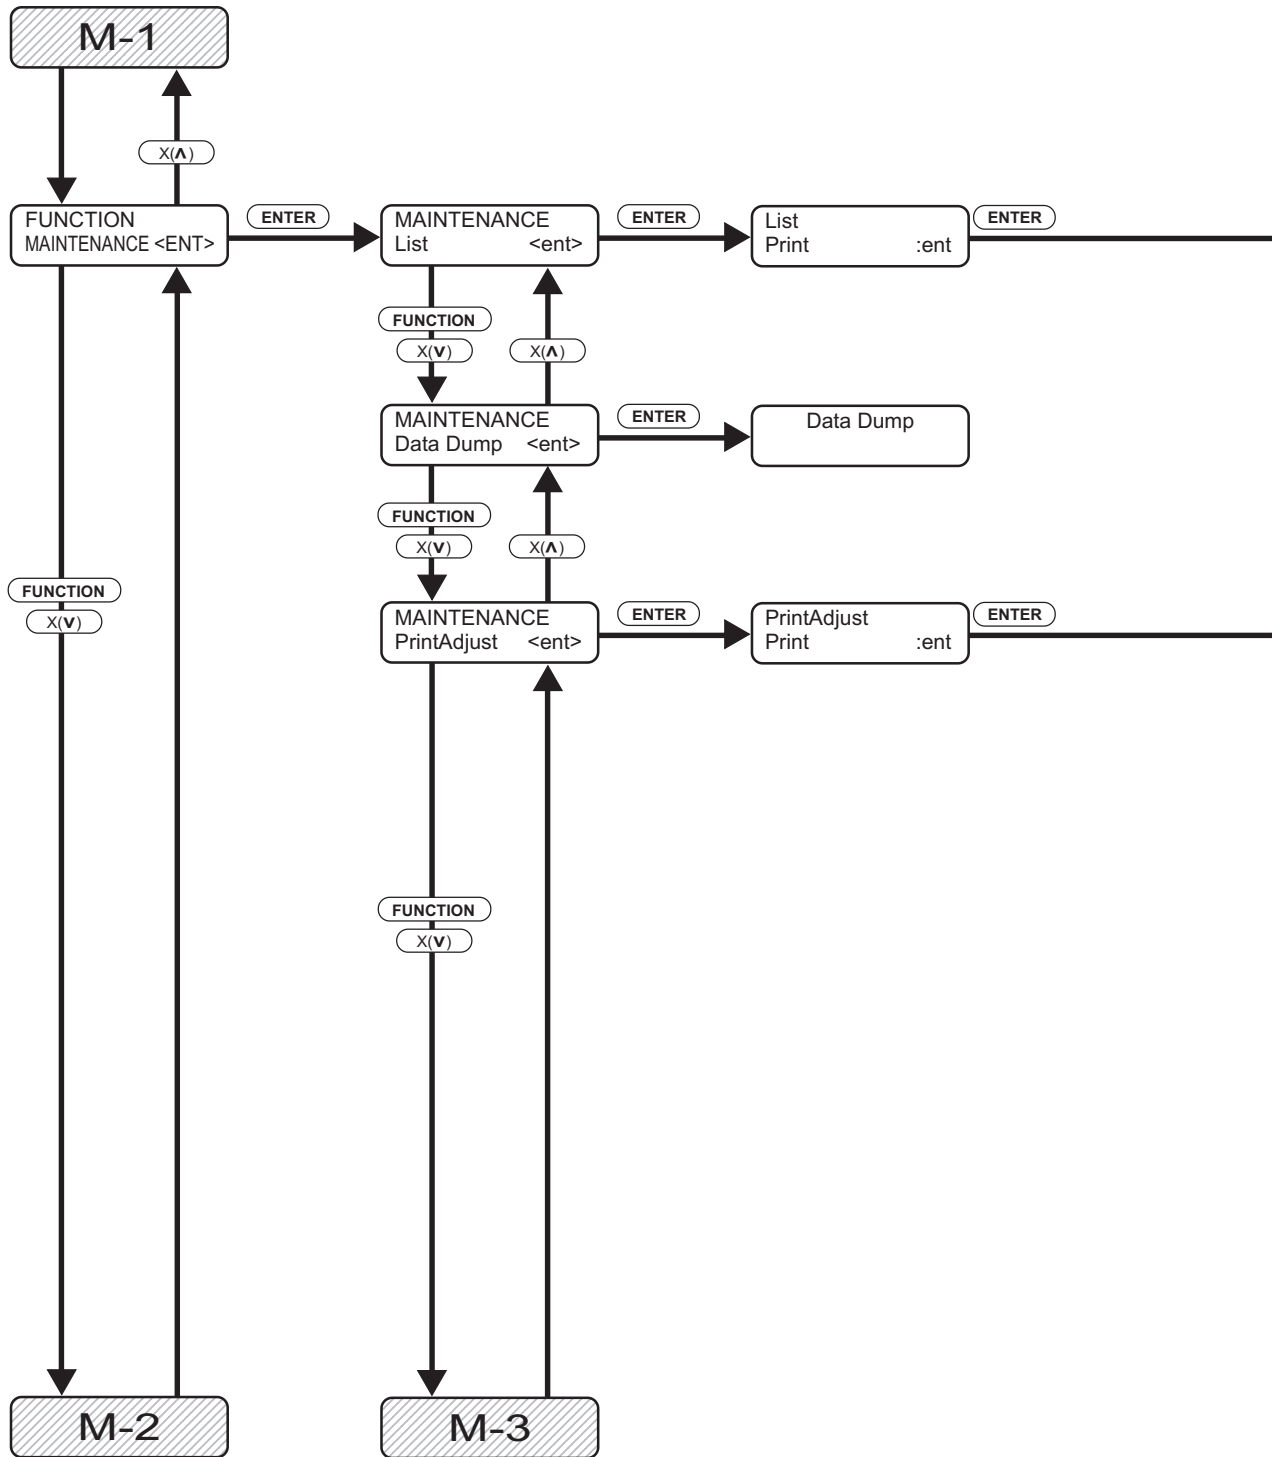 M-1
X(∧)
FUNCTION
MAINTENANCE <ENT>
ENTER
MAINTENANCE
List <ent>
ENTER
List
Print :ent
ENTER
FUNCTION
X(∨)
X(∧)
MAINTENANCE
Data Dump <ent>
ENTER
Data Dump
FUNCTION
X(∨)
X(∧)
FUNCTION
X(∨)
MAINTENANCE
PrintAdjust <ent>
ENTER
PrintAdjust
Print :ent
ENTER
FUNCTION
X(∨)
M-2
M-3